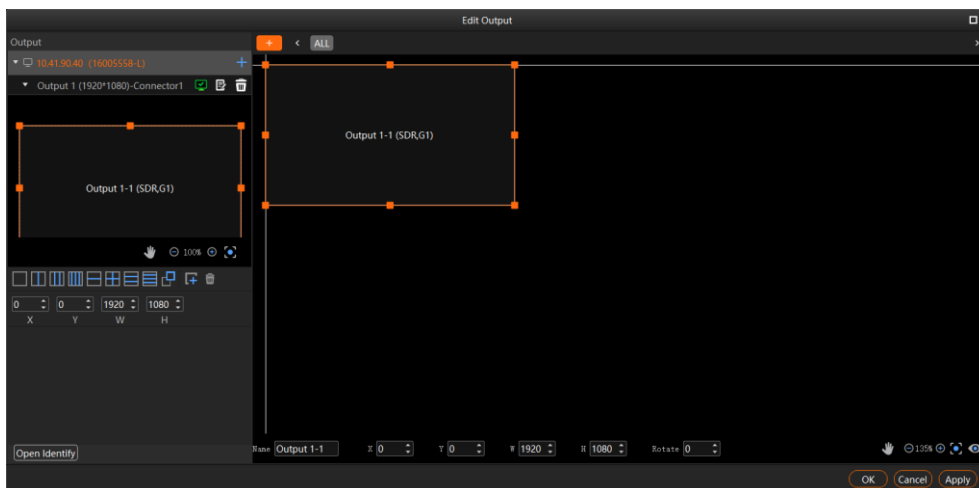 Edit Output
Output
+ < ALL >
10.41.90.40 (16005558-L) +
Output 1 (1920*1080)-Connector1
Output 1-1 (SDR,G1)
Output 1-1 (SDR,G1)
100%
0 0 1920 1080
X Y W H
Name Output 1-1 X 0 Y 0 W 1920 H 1080 Rotate 0 135%
Open Identify
OK Cancel Apply